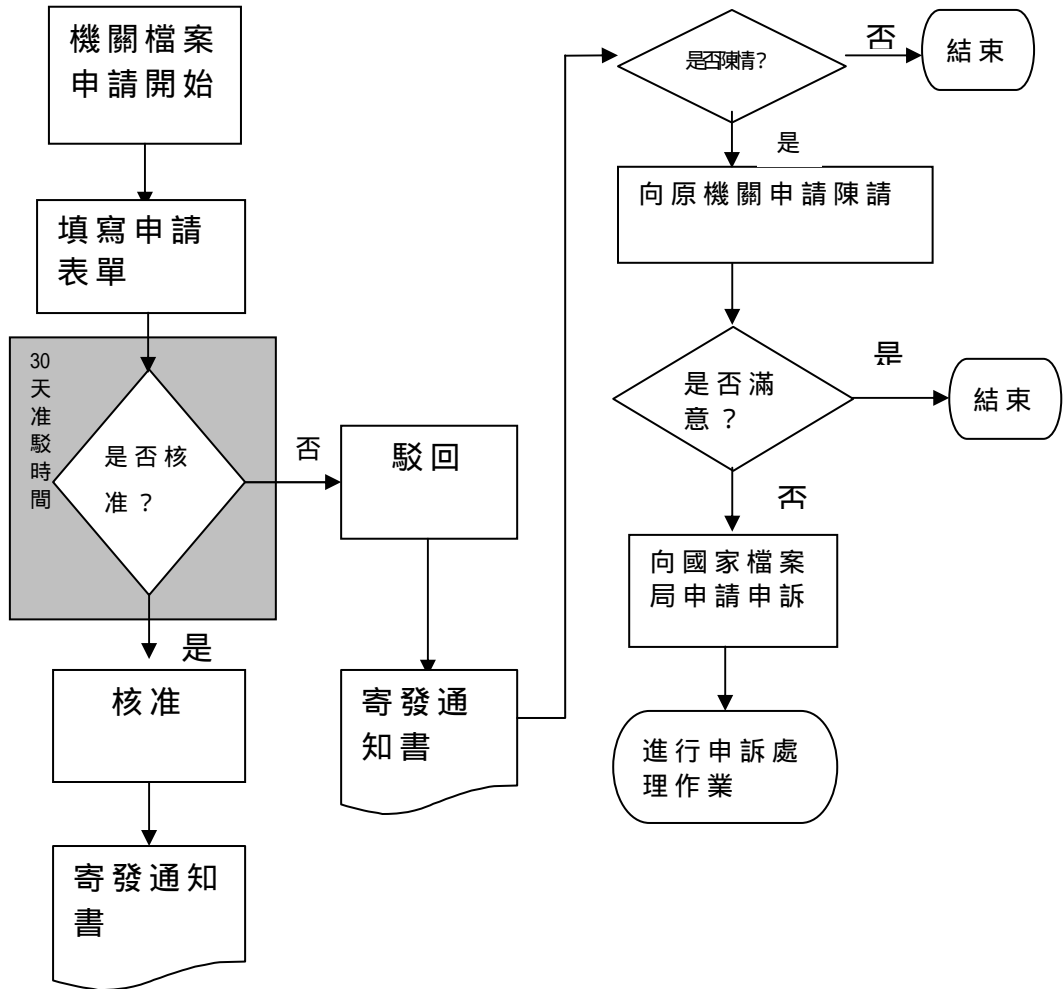 機關檔案
申請開始
填寫申請
表單
30
天
准
駁
時
間
是否核
准？
否
駁回
是
核准
寄發通知
書
寄發通
知書
是否陳情？
否
結束
是
向原機關申請陳請
是否滿
意？
是
結束
否
向國家檔案
局申請申訴
進行申訴處
理作業